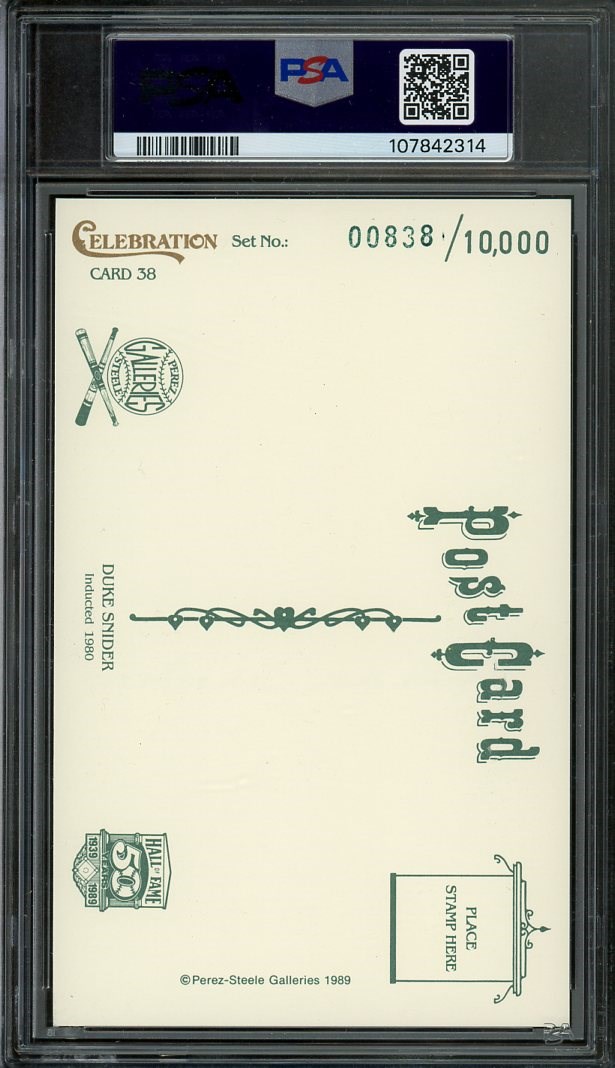 PSA
107842314
CELEBRATION Set No.: 00838/10,000
CARD 38
PEREZ
GALLERIES
STEELE
Post Card
DUKE SNIDER
Inducted 1980
HALL OF FAME
50
YEARS
1939 1989
PLACE
STAMP HERE
©Perez-Steele Galleries 1989
PSA